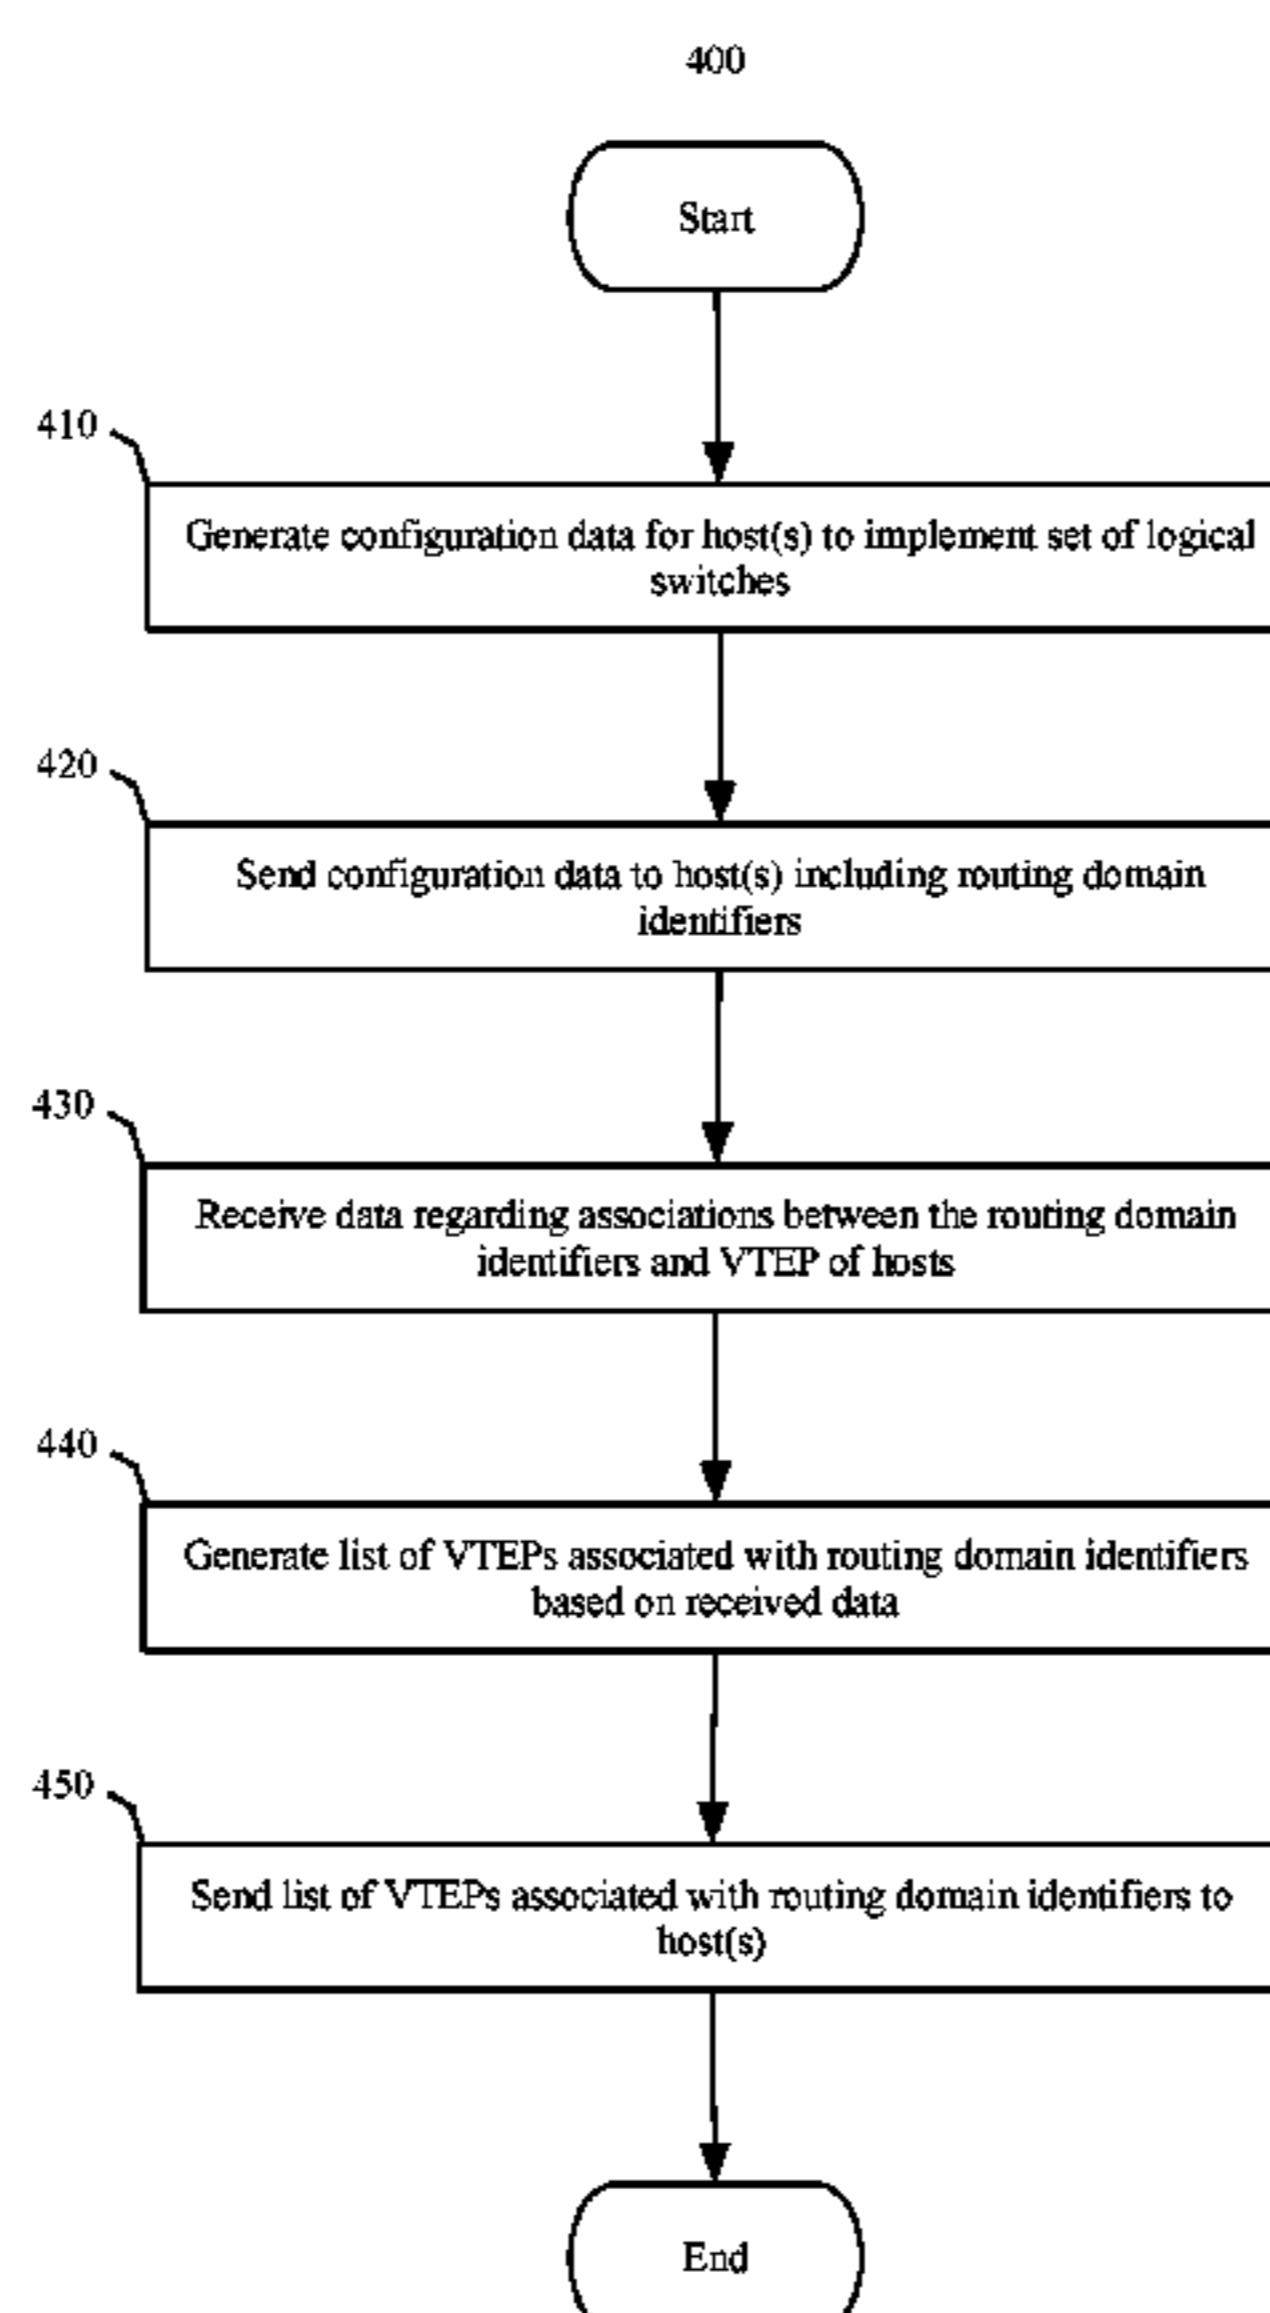 400
Start
410
Generate configuration data for host(s) to implement set of logical
switches
420
Send configuration data to host(s) including routing domain
identifiers
430
Receive data regarding associations between the routing domain
identifiers and VTEP of hosts
440
Generate list of VTEPs associated with routing domain identifiers
based on received data
450
Send list of VTEPs associated with routing domain identifiers to
host(s)
End